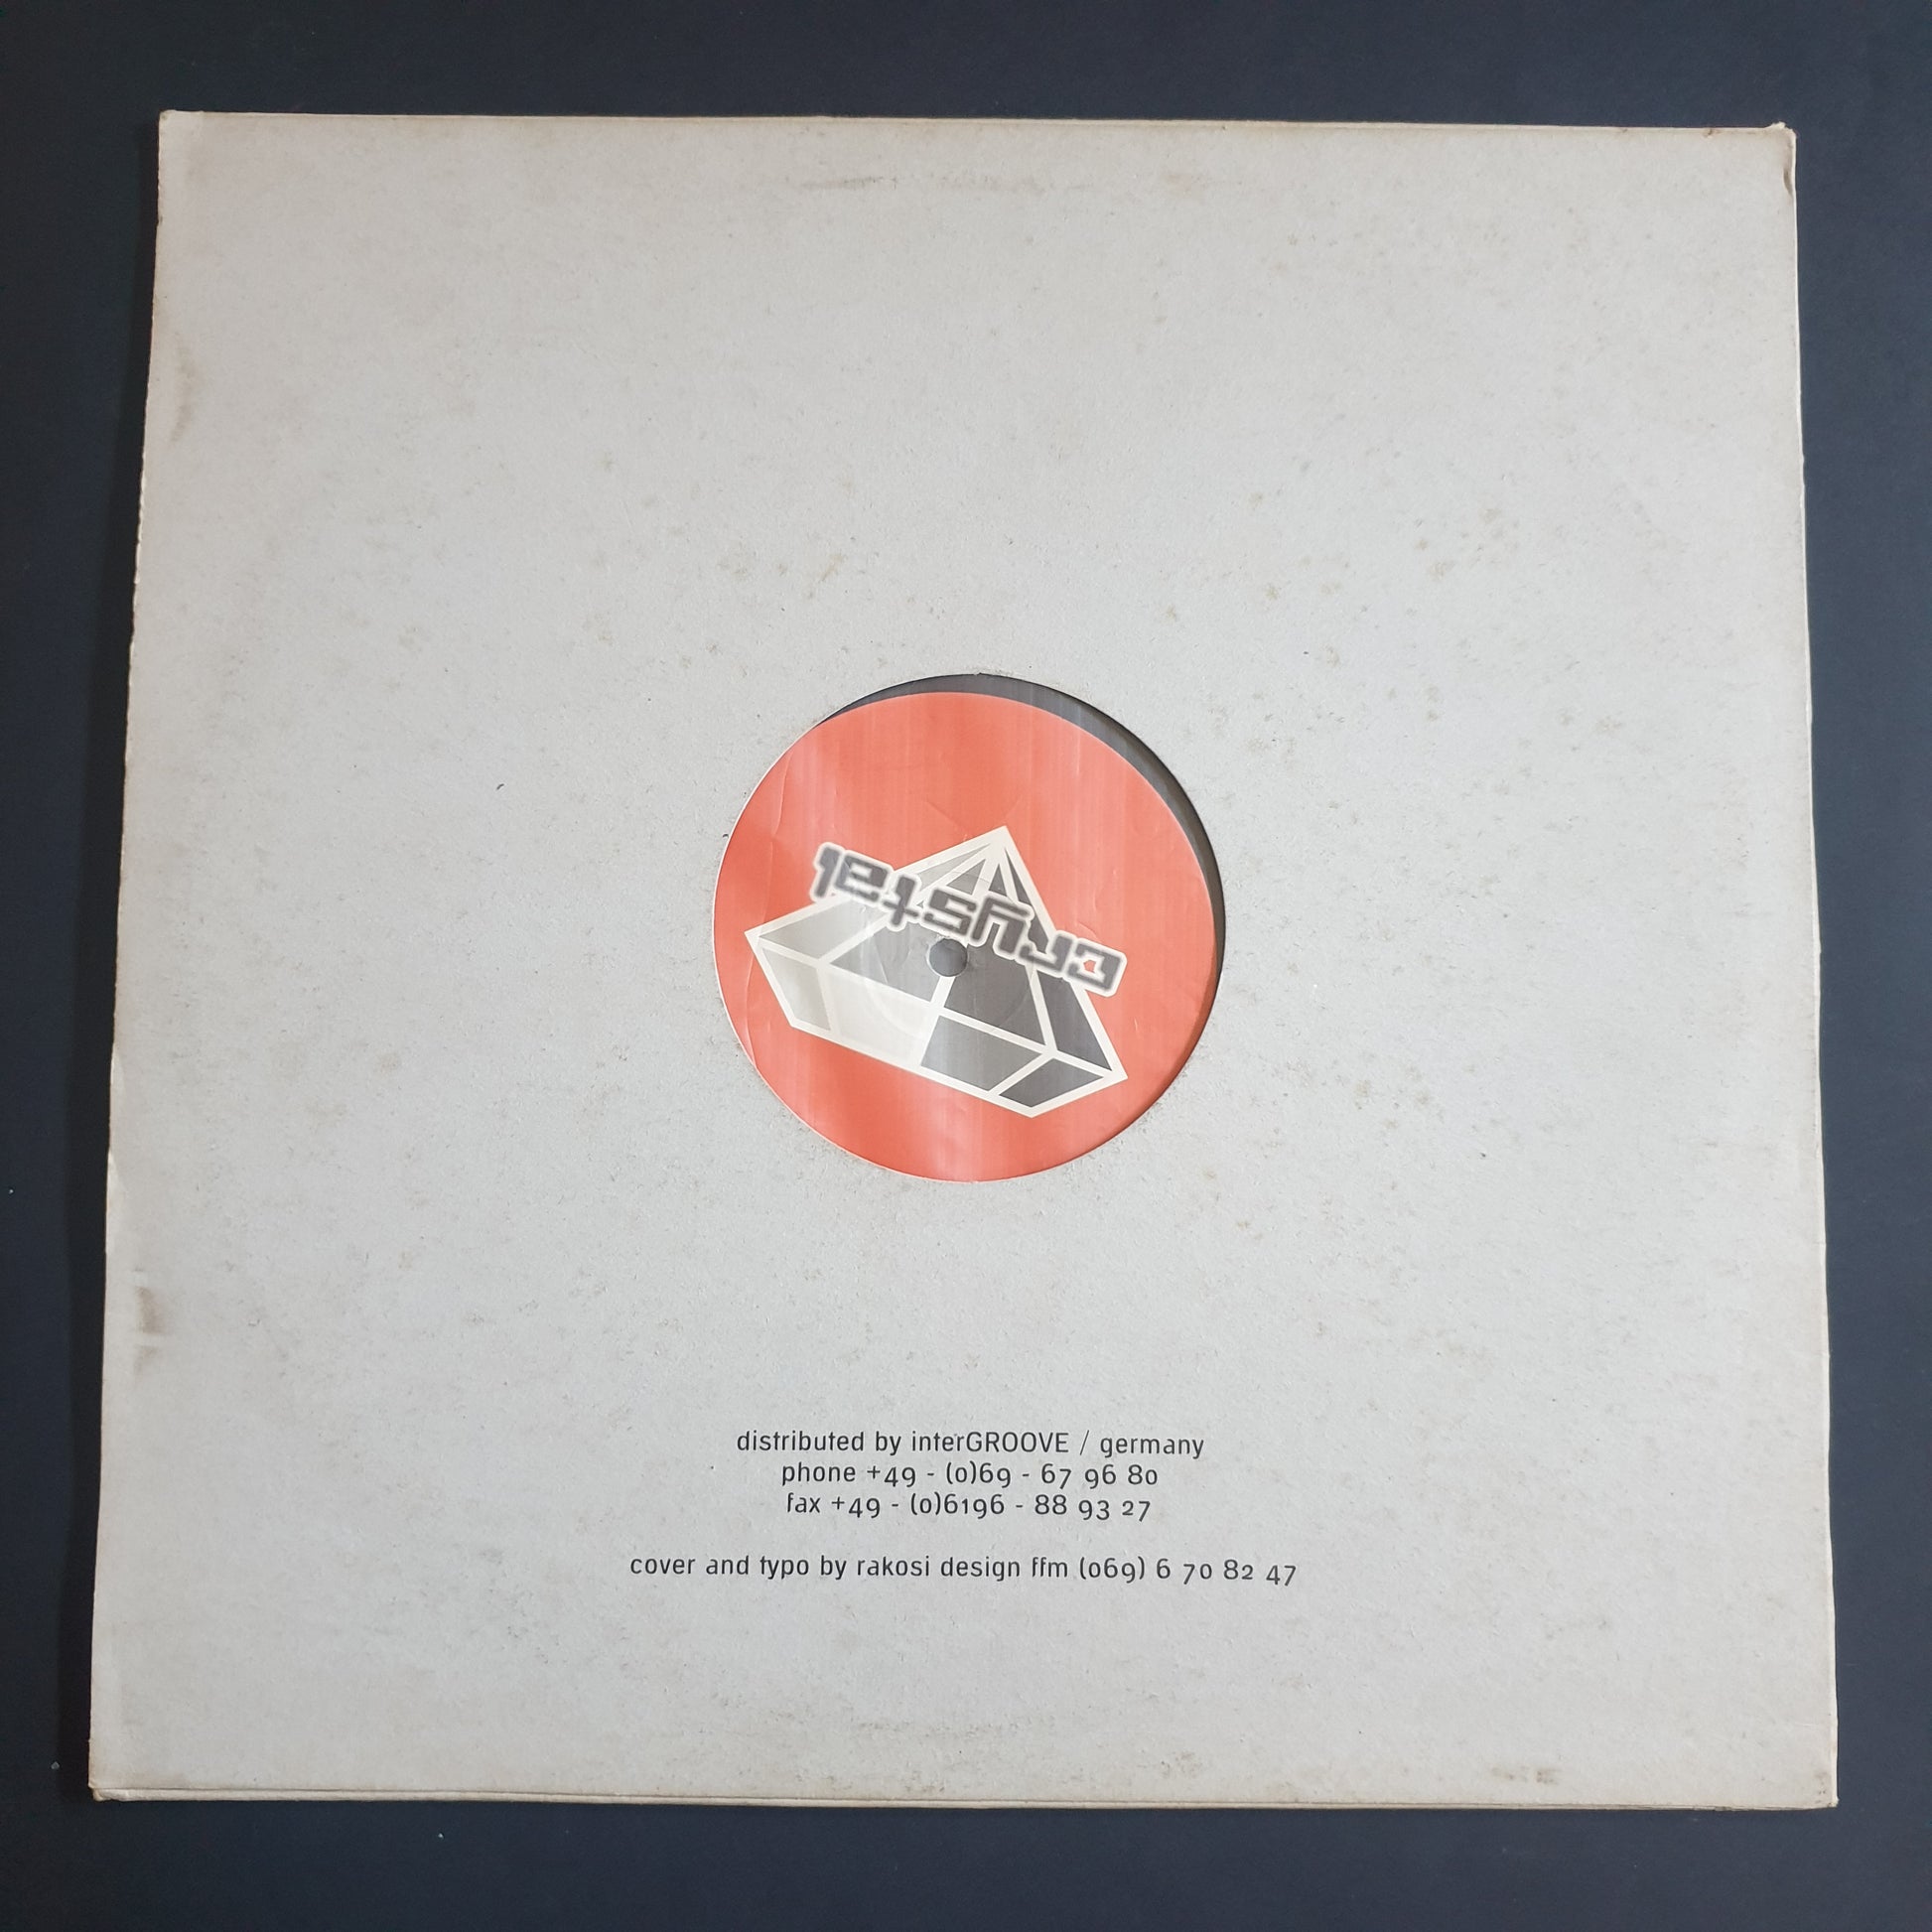 crystal
distributed by interGROOVE / germany
phone +49 - (0)69 - 67 96 80
fax +49 - (0)6196 - 88 93 27
cover and typo by rakosi design ffm (069) 6 70 82 47